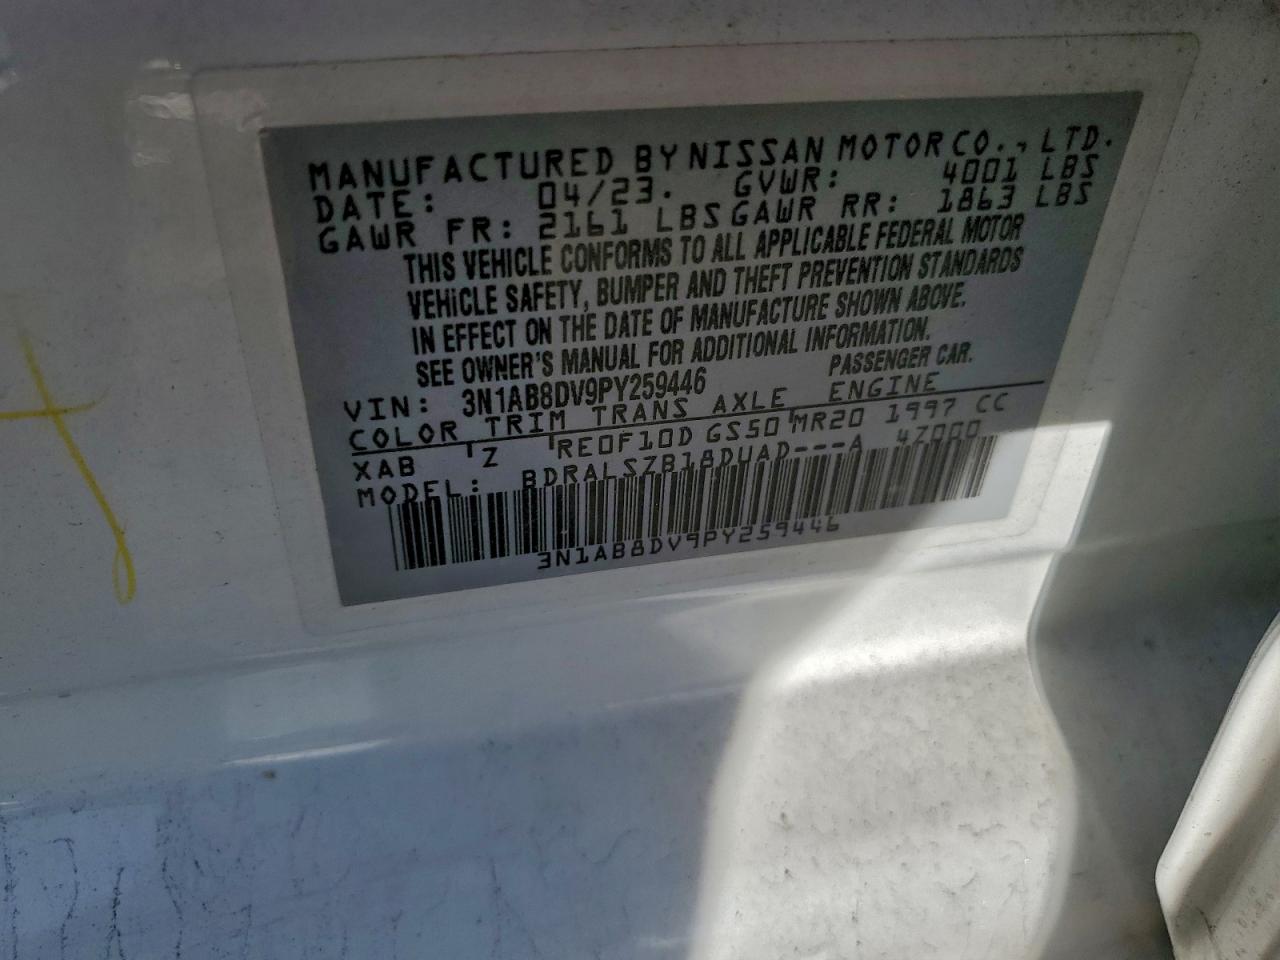 MANUFACTURED BY NISSAN MOTOR CO., LTD.
DATE: 04/23. GVWR: 4001 LBS
GAWR FR: 2161 LBS GAWR RR: 1863 LBS
THIS VEHICLE CONFORMS TO ALL APPLICABLE FEDERAL MOTOR
VEHICLE SAFETY, BUMPER AND THEFT PREVENTION STANDARDS
IN EFFECT ON THE DATE OF MANUFACTURE SHOWN ABOVE.
SEE OWNER'S MANUAL FOR ADDITIONAL INFORMATION.
VIN: 3N1AB8DV9PY259446 PASSENGER CAR.
COLOR TRIM TRANS AXLE ENGINE
XAB Z RE0F10D GS50 MR20 1997 CC
MODEL: BDRALSZB18DUAD---A 4Z000
3N1AB8DV9PY259446